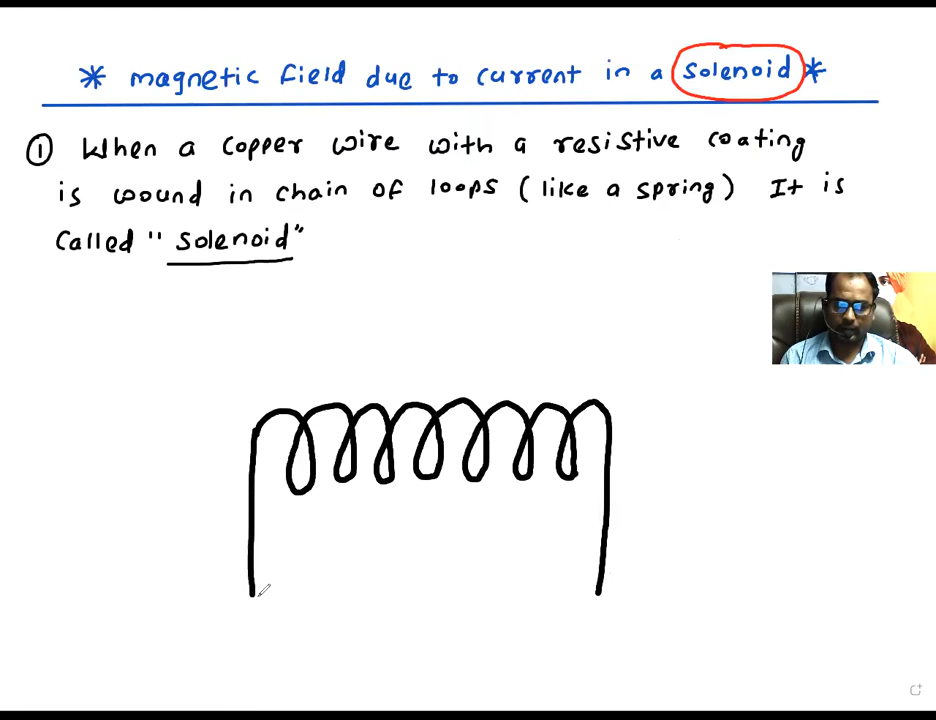 * magnetic field due to current in a solenoid *
① When a copper wire with a resistive coating
is wound in chain of loops (like a spring) It is
called "solenoid"